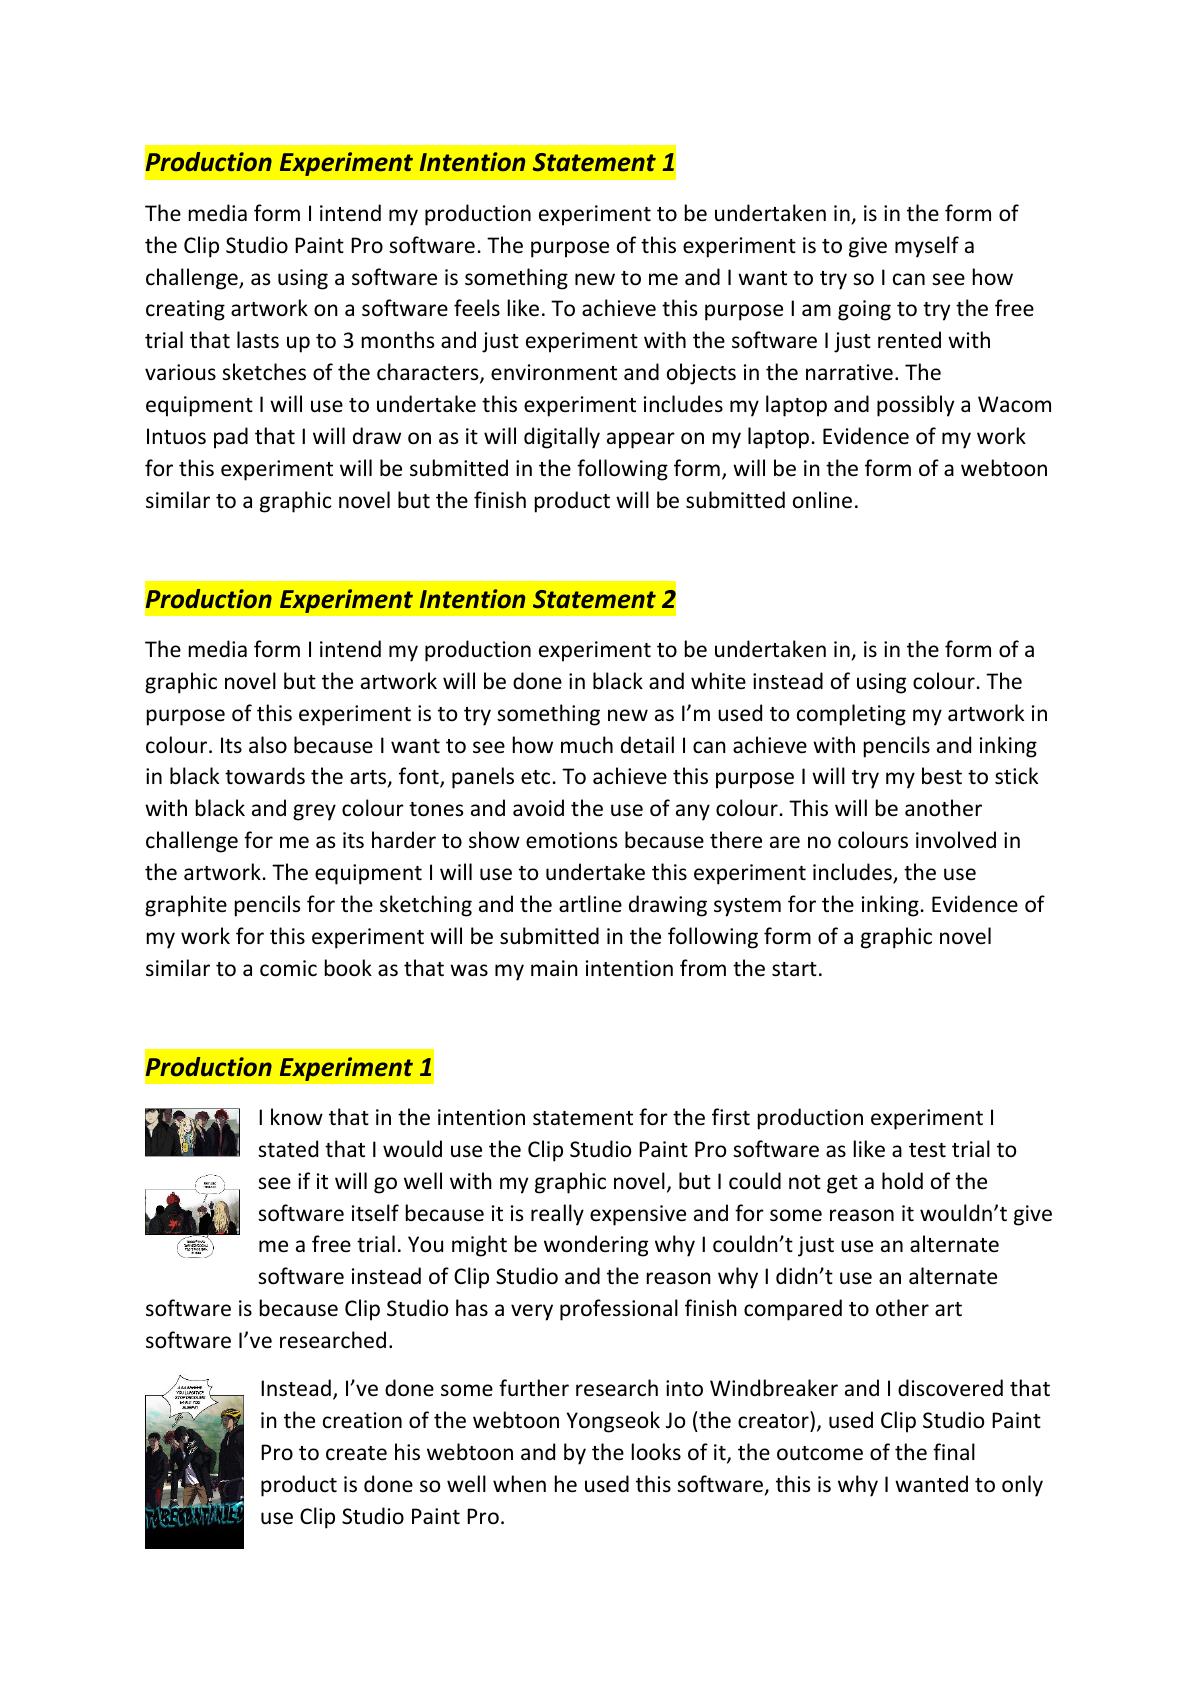 Production Experiment Intention Statement 1
The media form I intend my production experiment to be undertaken in, is in the form of
the Clip Studio Paint Pro software. The purpose of this experiment is to give myself a
challenge, as using a software is something new to me and I want to try so I can see how
creating artwork on a software feels like. To achieve this purpose I am going to try the free
trial that lasts up to 3 months and just experiment with the software I just rented with
various sketches of the characters, environment and objects in the narrative. The
equipment I will use to undertake this experiment includes my laptop and possibly a Wacom
Intuos pad that I will draw on as it will digitally appear on my laptop. Evidence of my work
for this experiment will be submitted in the following form, will be in the form of a webtoon
similar to a graphic novel but the finish product will be submitted online.
Production Experiment Intention Statement 2
The media form I intend my production experiment to be undertaken in, is in the form of a
graphic novel but the artwork will be done in black and white instead of using colour. The
purpose of this experiment is to try something new as I’m used to completing my artwork in
colour. Its also because I want to see how much detail I can achieve with pencils and inking
in black towards the arts, font, panels etc. To achieve this purpose I will try my best to stick
with black and grey colour tones and avoid the use of any colour. This will be another
challenge for me as its harder to show emotions because there are no colours involved in
the artwork. The equipment I will use to undertake this experiment includes, the use
graphite pencils for the sketching and the artline drawing system for the inking. Evidence of
my work for this experiment will be submitted in the following form of a graphic novel
similar to a comic book as that was my main intention from the start.
Production Experiment 1
I know that in the intention statement for the first production experiment I
stated that I would use the Clip Studio Paint Pro software as like a test trial to
see if it will go well with my graphic novel, but I could not get a hold of the
software itself because it is really expensive and for some reason it wouldn’t give
me a free trial. You might be wondering why I couldn’t just use an alternate
software instead of Clip Studio and the reason why I didn’t use an alternate
software is because Clip Studio has a very professional finish compared to other art
software I’ve researched.
Instead, I’ve done some further research into Windbreaker and I discovered that
in the creation of the webtoon Yongseok Jo (the creator), used Clip Studio Paint
Pro to create his webtoon and by the looks of it, the outcome of the final
product is done so well when he used this software, this is why I wanted to only
use Clip Studio Paint Pro.
TO BE CONTINUED